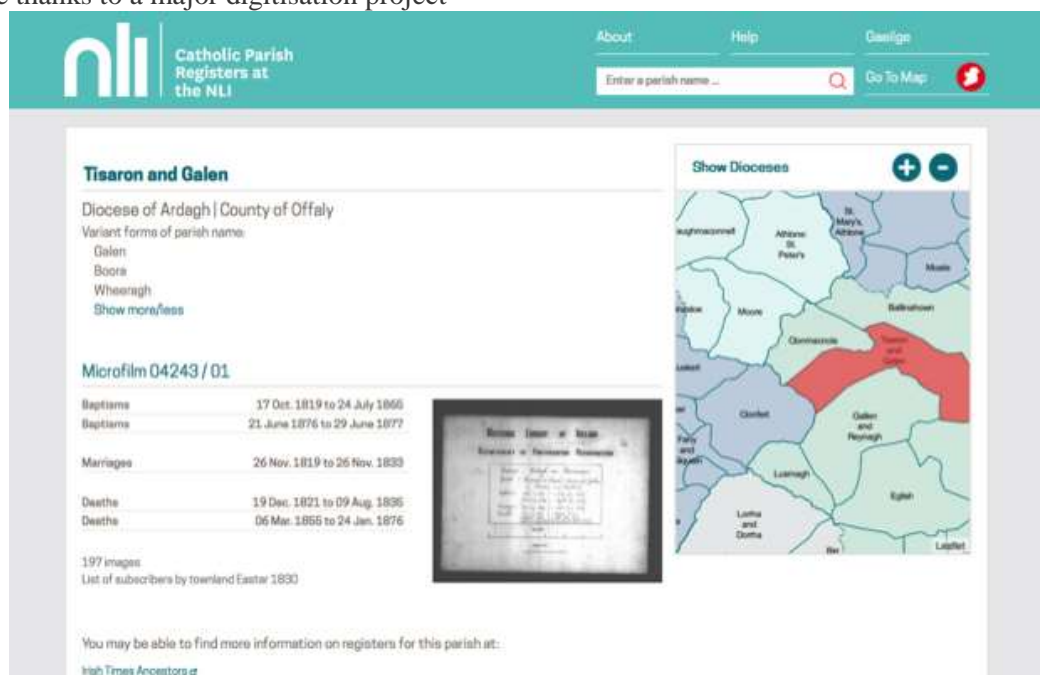 thanks to a major digitisation project
nli
Catholic Parish
Registers at
the NLI
About
Help
Gaeilge
Enter a parish name ...
Go To Map
Tisaron and Galen
Diocese of Ardagh | County of Offaly
Variant forms of parish name:
Galen
Boora
Wheeragh
Show more/less
Microfilm 04243 / 01
Baptisms 17 Oct. 1819 to 24 July 1866
Baptisms 21 June 1876 to 29 June 1877
Marriages 26 Nov. 1819 to 26 Nov. 1833
Deaths 19 Dec. 1821 to 09 Aug. 1835
Deaths 06 Mar. 1855 to 24 Jan. 1876
197 images
List of subscribers by townland Easter 1830
You may be able to find more information on registers for this parish at:
Irish Times Ancestors
Show Dioceses
St.
Mary's,
Athlone
Athlone:
St.
Peter's
Moate
Moore
Ballinahown
Clonmacnois
Tisaron
and
Galen
Clonfert
Gallen
and
Reynagh
Lusmagh
Eglish
Lorha
and
Dorrha
Leaflet